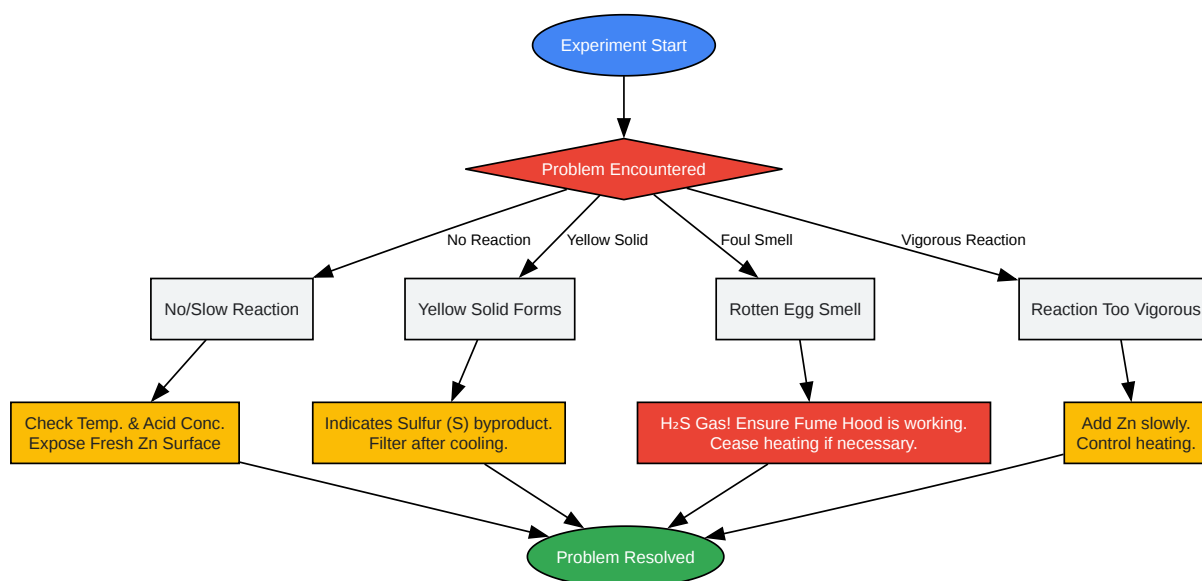 Experiment Start
Problem Encountered
No Reaction
Yellow Solid
Foul Smell
Vigorous Reaction
No/Slow Reaction
Yellow Solid Forms
Rotten Egg Smell
Reaction Too Vigorous
Check Temp. & Acid Conc.
Expose Fresh Zn Surface
Indicates Sulfur (S) byproduct.
Filter after cooling.
H₂S Gas! Ensure Fume Hood is working.
Cease heating if necessary.
Add Zn slowly.
Control heating.
Problem Resolved